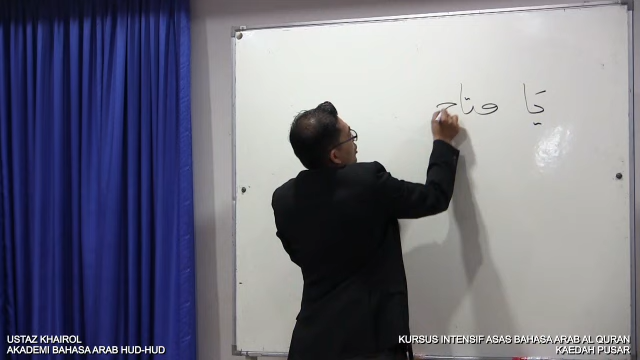 يا
USTAZ KHAIROL
AKADEMI BAHASA ARAB HUD-HUD
KURSUS INTENSIF ASAS BAHASA ARAB AL QURAN
KAEDAH PUSAR